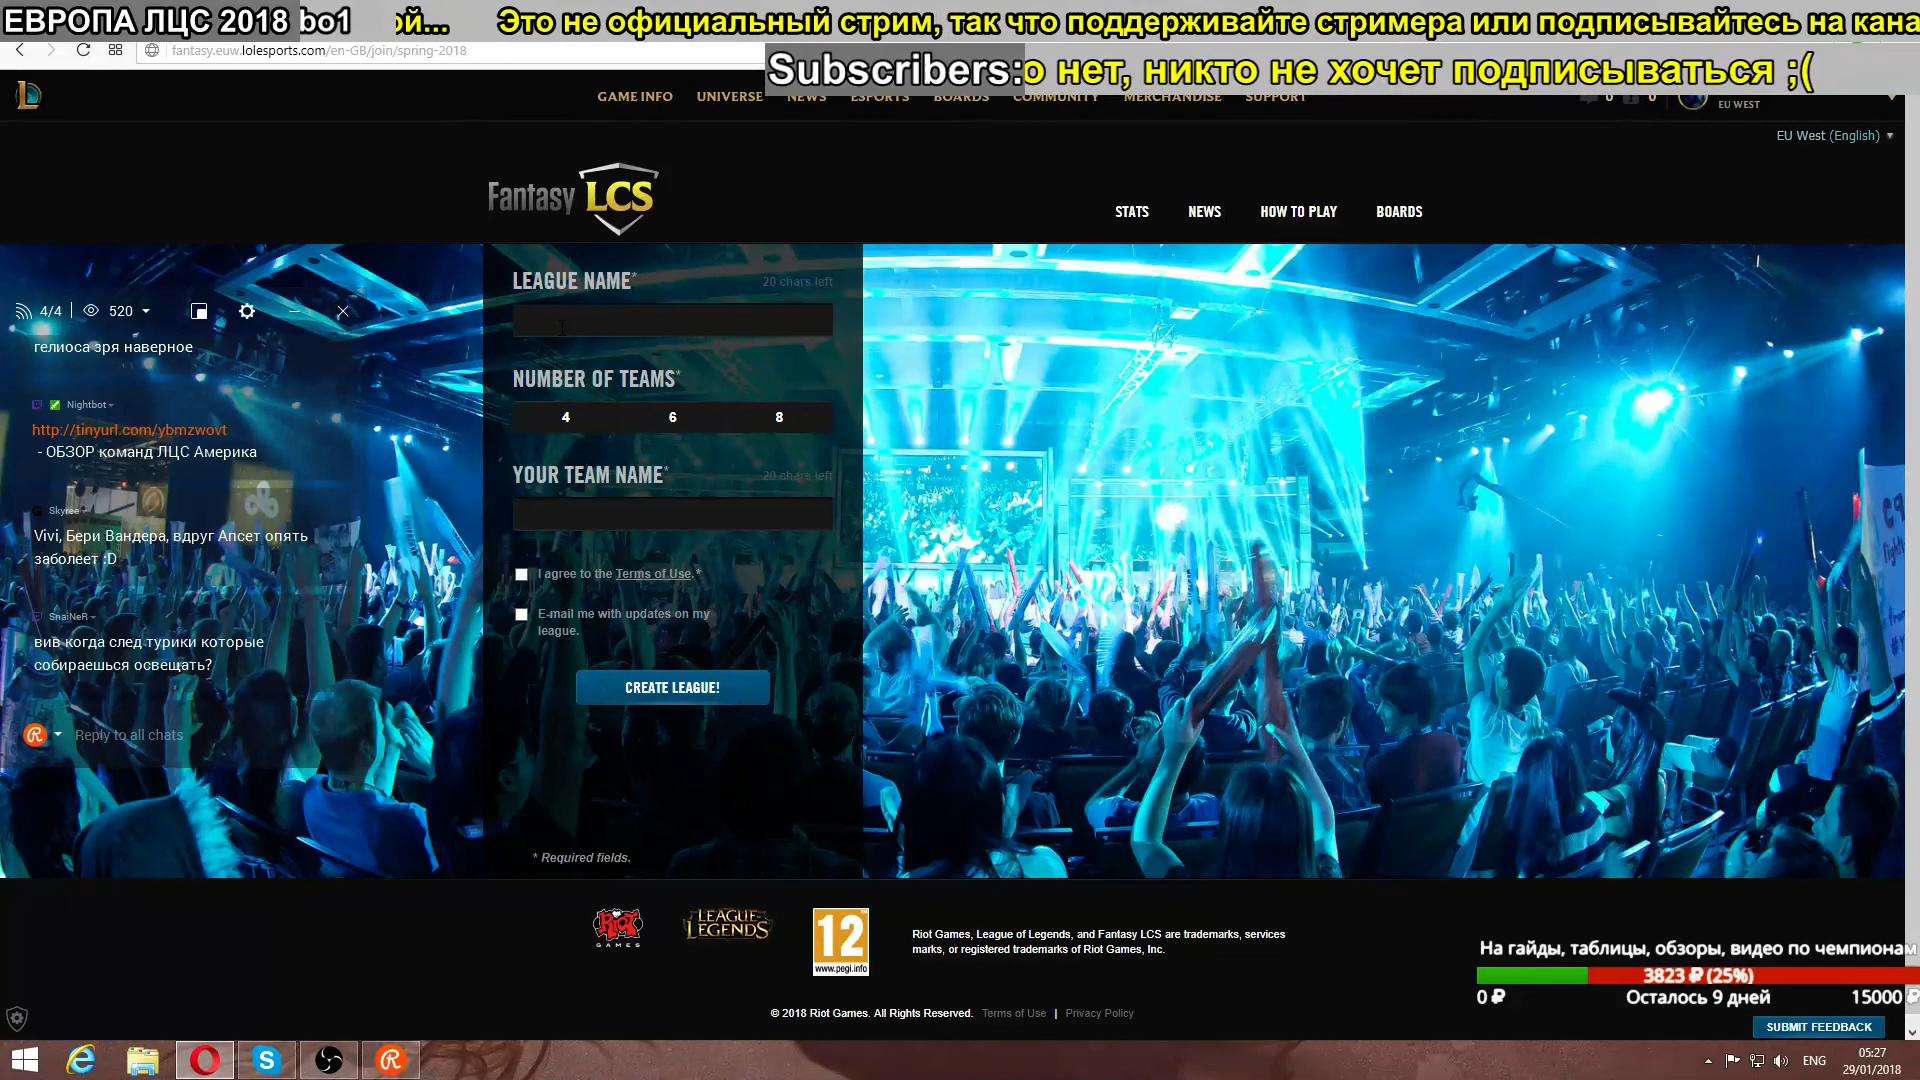 ЕВРОПА ЛЦС 2018 bo1
ой... Это не официальный стрим, так что поддерживайте стримера или подписывайтесь на кана
fantasy.euw.lolesports.com/en-GB/join/spring-2018
Subscribers: о нет, никто не хочет подписываться ;(
GAME INFO UNIVERSE NEWS ESPORTS BOARDS COMMUNITY MERCHANDISE SUPPORT
0 0
EU WEST
EU West (English)
Fantasy LCS
STATS NEWS HOW TO PLAY BOARDS
LEAGUE NAME* 20 chars left
4/4 520
гелиоса зря наверное
NUMBER OF TEAMS*
4 6 8
Nightbot
http://tinyurl.com/ybmzwovt
- ОБЗОР команд ЛЦС Америка
YOUR TEAM NAME* 20 chars left
Skyree
Vivi, Бери Вандера, вдруг Апсет опять
заболеет :D
I agree to the Terms of Use.*
E-mail me with updates on my
league.
SnaiNeR
вив когда след турики которые
собираешься освещать?
CREATE LEAGUE!
Reply to all chats
* Required fields.
RIOT GAMES
LEAGUE OF LEGENDS
12
www.pegi.info
Riot Games, League of Legends, and Fantasy LCS are trademarks, services
marks, or registered trademarks of Riot Games, Inc.
На гайды, таблицы, обзоры, видео по чемпионам
3823 ₽ (25%)
0 ₽ Осталось 9 дней 15000 ₽
© 2018 Riot Games. All Rights Reserved. Terms of Use | Privacy Policy
SUBMIT FEEDBACK
ENG
05:27
29/01/2018